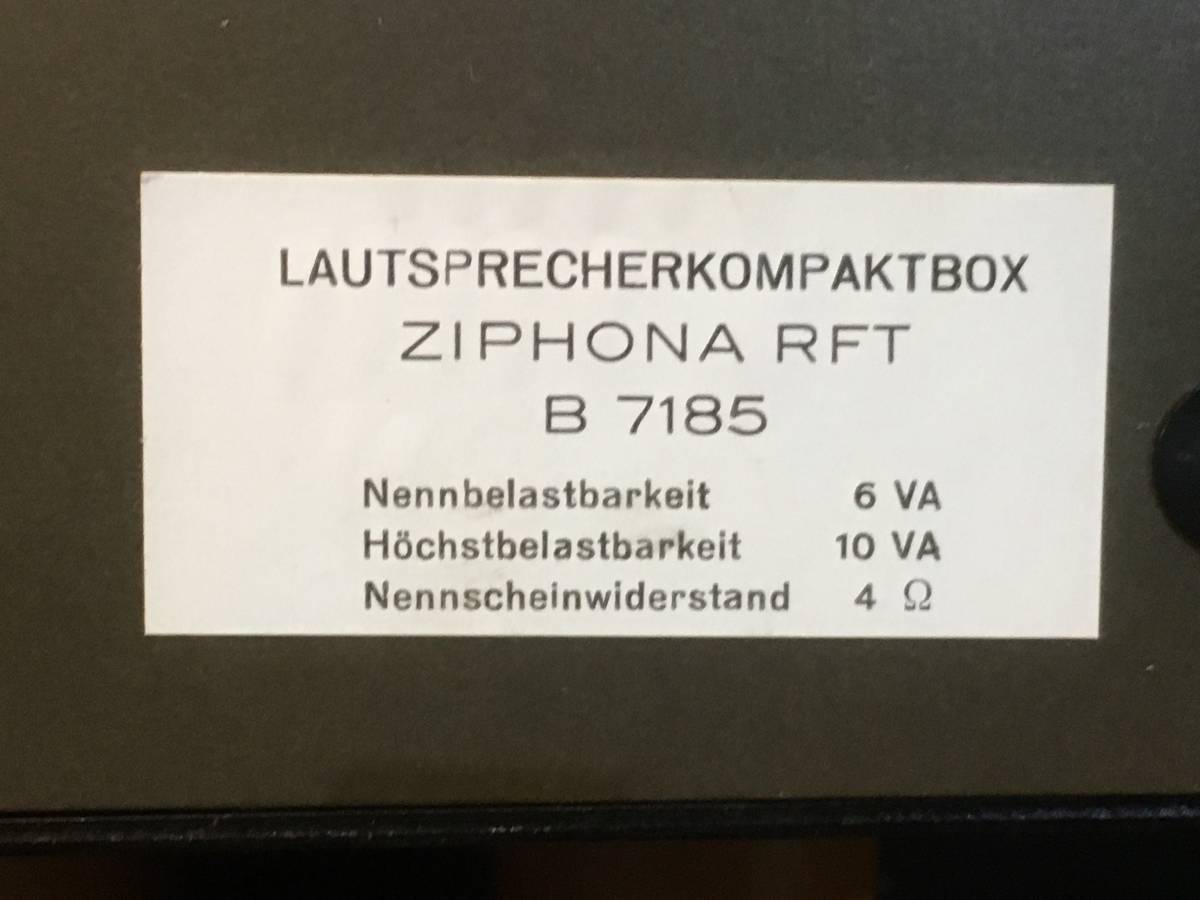 LAUTSPRECHERKOMPAKTBOX
ZIPHONA RFT
B 7185
Nennbelastbarkeit 6 VA
Höchstbelastbarkeit 10 VA
Nennscheinwiderstand 4 Ω